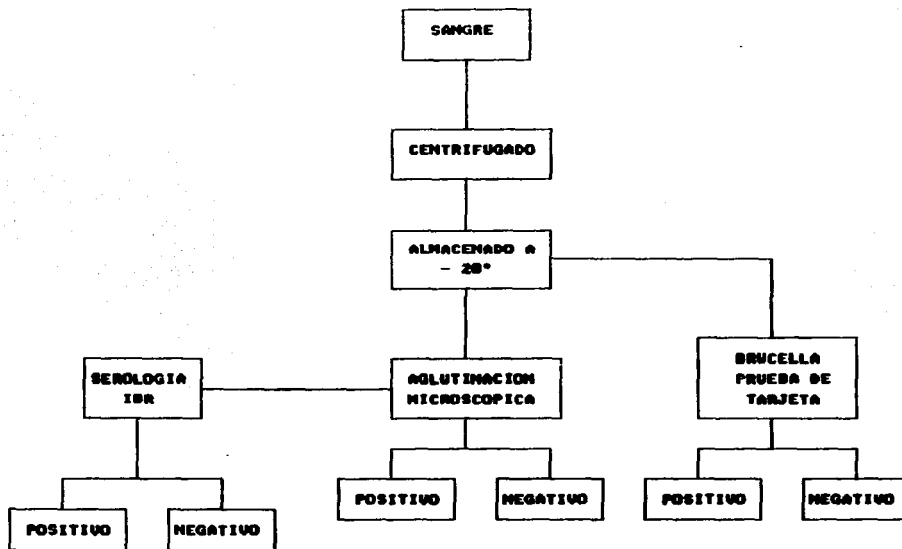 SANGRE
CENTRIFUGADO
ALMACENADO A
- 20°
SEROLOGIA
IBR
AGLUTINACION
MICROSCOPICA
BRUCELLA
PRUEBA DE
TARJETA
POSITIVO
NEGATIVO
POSITIVO
NEGATIVO
POSITIVO
NEGATIVO